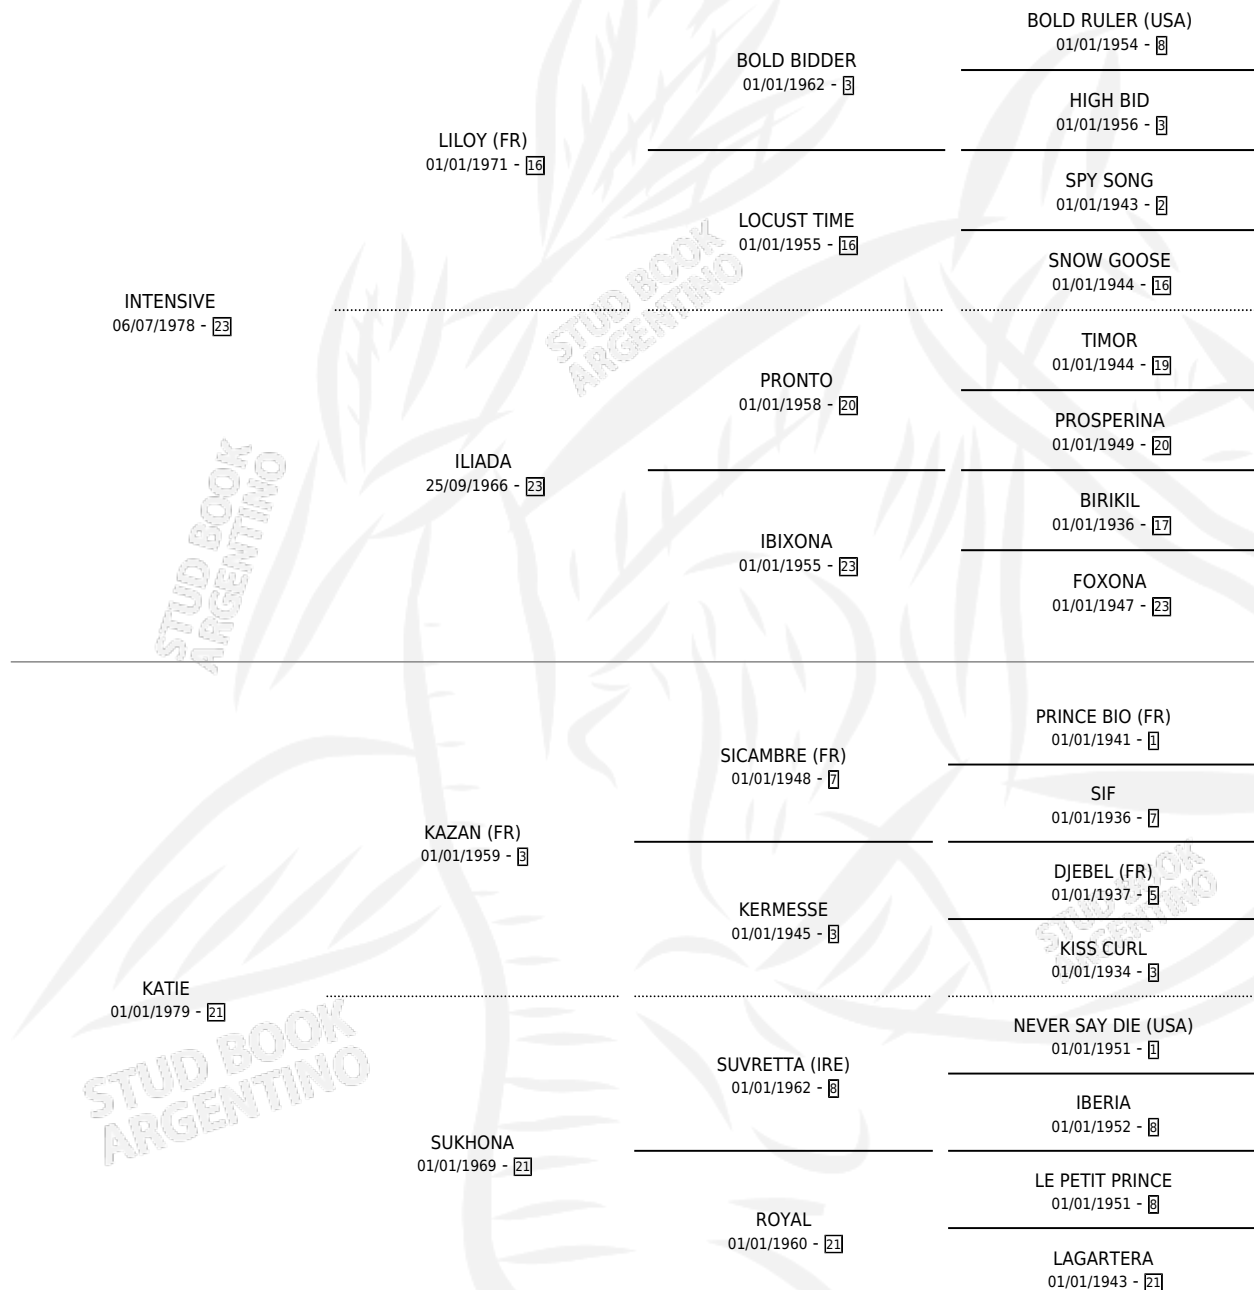 BOLD RULER (USA)
01/01/1954 - 8
BOLD BIDDER
01/01/1962 - 3
HIGH BID
01/01/1956 - 3
LILOY (FR)
01/01/1971 - 16
SPY SONG
01/01/1943 - 2
LOCUST TIME
01/01/1955 - 16
SNOW GOOSE
01/01/1944 - 16
INTENSIVE
06/07/1978 - 23
TIMOR
01/01/1944 - 19
PRONTO
01/01/1958 - 20
PROSPERINA
01/01/1949 - 20
ILIADA
25/09/1966 - 23
BIRIKIL
01/01/1936 - 17
IBIXONA
01/01/1955 - 23
FOXONA
01/01/1947 - 23
PRINCE BIO (FR)
01/01/1941 - 1
SICAMBRE (FR)
01/01/1948 - 7
SIF
01/01/1936 - 7
KAZAN (FR)
01/01/1959 - 3
DJEBEL (FR)
01/01/1937 - 5
KERMESSE
01/01/1945 - 3
KISS CURL
01/01/1934 - 3
KATIE
01/01/1979 - 21
NEVER SAY DIE (USA)
01/01/1951 - 1
SUVRETTA (IRE)
01/01/1962 - 8
IBERIA
01/01/1952 - 8
SUKHONA
01/01/1969 - 21
LE PETIT PRINCE
01/01/1951 - 8
ROYAL
01/01/1960 - 21
LAGARTERA
01/01/1943 - 21
STUD BOOK
ARGENTINO
STUD BOOK
ARGENTINO
STUD BOOK
ARGENTINO
STUD BOOK
ARGENTINO